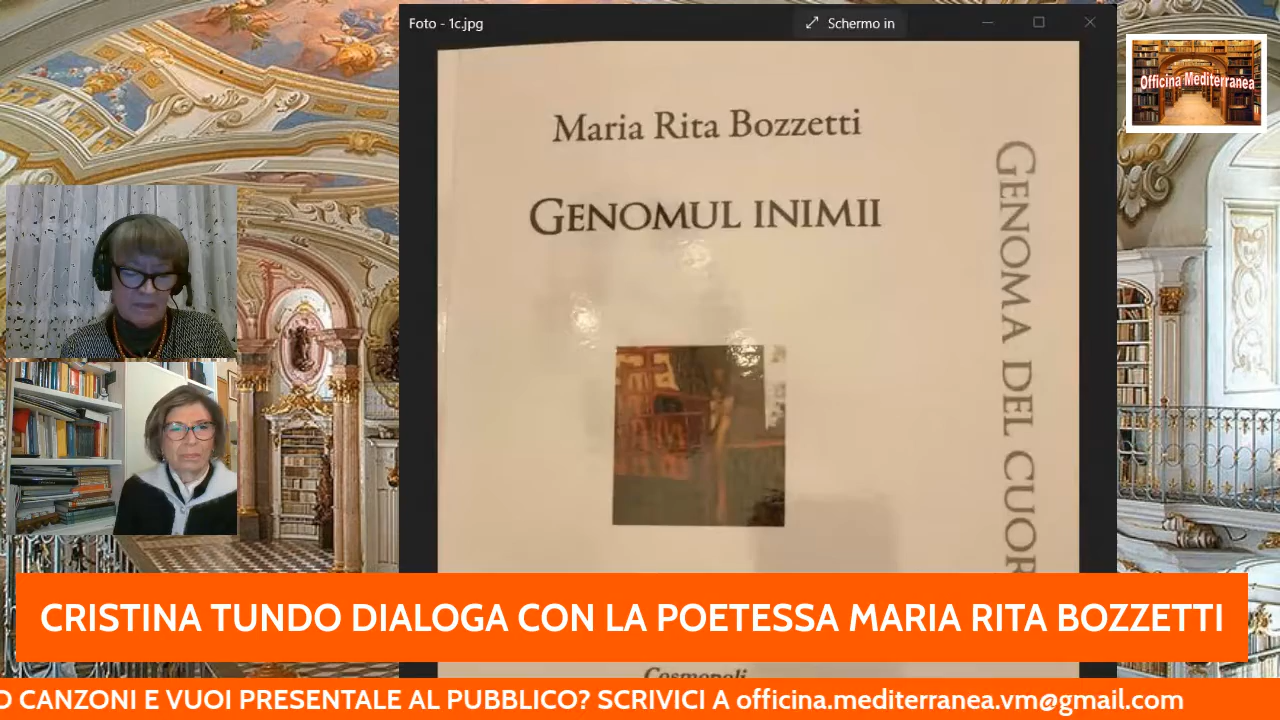 Foto - 1c.jpg
Schermo in
Officina Mediterranea
Maria Rita Bozzetti
GENOMUL INIMII
GENOMA DEL CUOR
CRISTINA TUNDO DIALOGA CON LA POETESSA MARIA RITA BOZZETTI
Cosmopoli
CANZONI E VUOI PRESENTALE AL PUBBLICO? SCRIVICI A officina.mediterranea.vm@gmail.com